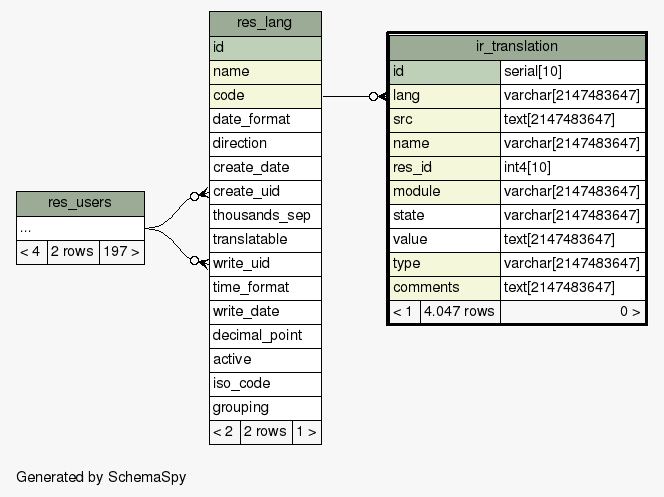 res_users
...
< 4 2 rows 197 >
res_lang
id
name
code
date_format
direction
create_date
create_uid
thousands_sep
translatable
write_uid
time_format
write_date
decimal_point
active
iso_code
grouping
< 2 2 rows 1 >
ir_translation
id serial[10]
lang varchar[2147483647]
src text[2147483647]
name varchar[2147483647]
res_id int4[10]
module varchar[2147483647]
state varchar[2147483647]
value text[2147483647]
type varchar[2147483647]
comments text[2147483647]
< 1 4.047 rows 0 >
Generated by SchemaSpy